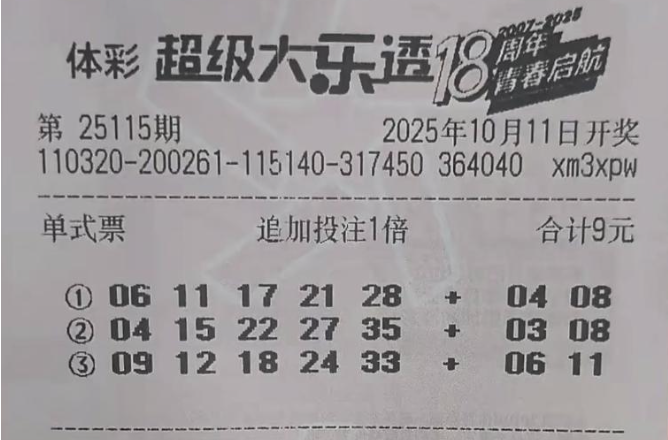 体彩 超级大乐透 18周年 2007-2025 青春启航
第 25115期 2025年10月11日开奖
110320-200261-115140-317450 364040 xm3xpw
单式票 追加投注1倍 合计9元
① 06 11 17 21 28 + 04 08
② 04 15 22 27 35 + 03 08
③ 09 12 18 24 33 + 06 11